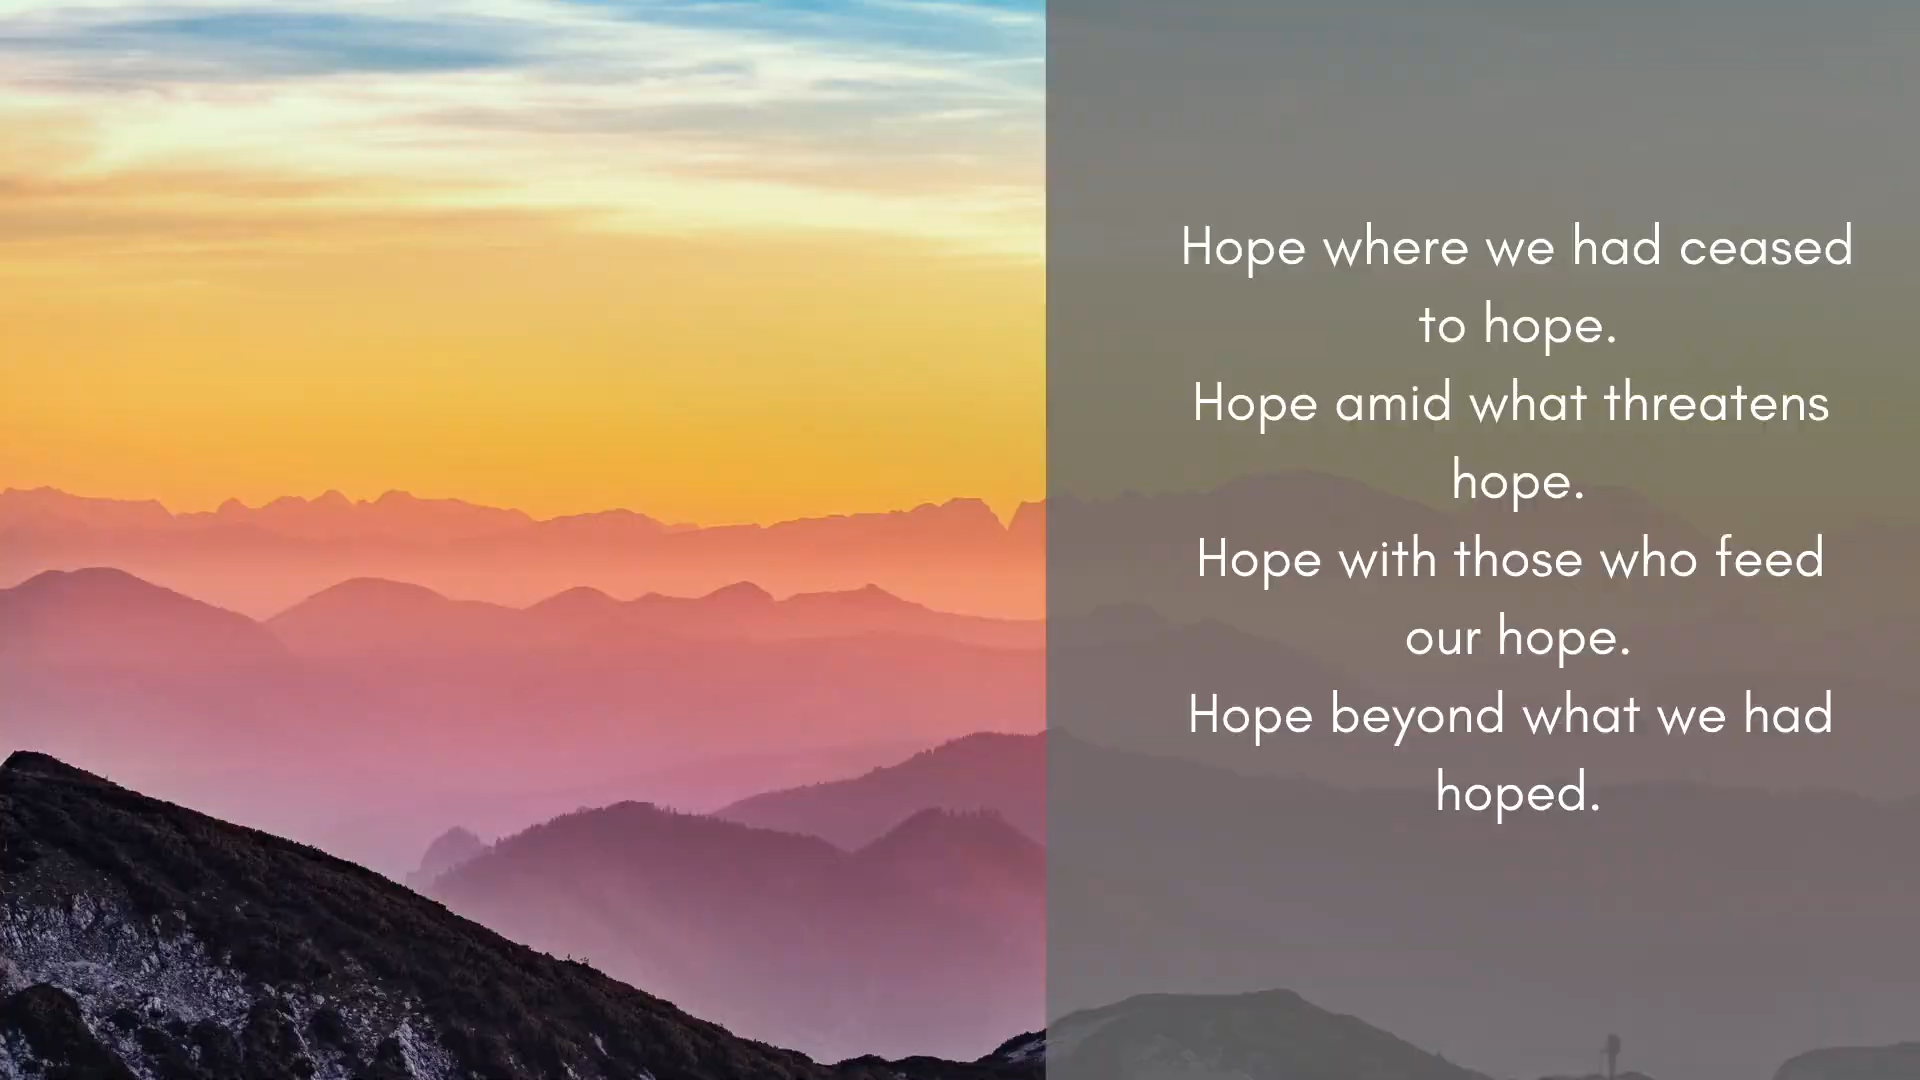 Hope where we had ceased
to hope.
Hope amid what threatens
hope.
Hope with those who feed
our hope.
Hope beyond what we had
hoped.